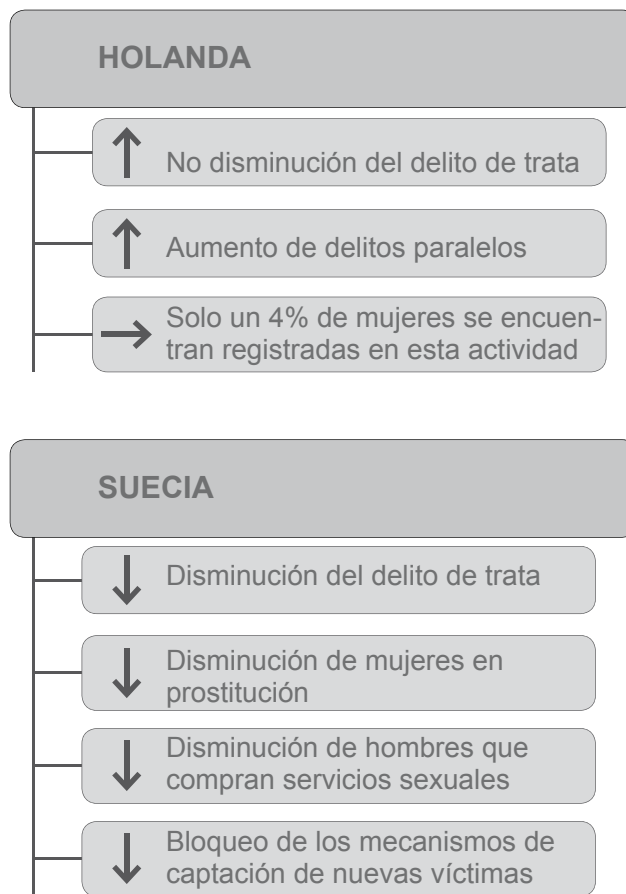 HOLANDA
No disminución del delito de trata
Aumento de delitos paralelos
Solo un 4% de mujeres se encuen-
tran registradas en esta actividad
SUECIA
Disminución del delito de trata
Disminución de mujeres en
prostitución
Disminución de hombres que
compran servicios sexuales
Bloqueo de los mecanismos de
captación de nuevas víctimas